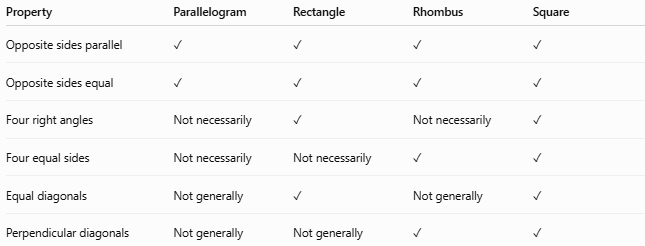 Property Parallelogram Rectangle Rhombus Square
Opposite sides parallel ✓ ✓ ✓ ✓
Opposite sides equal ✓ ✓ ✓ ✓
Four right angles Not necessarily ✓ Not necessarily ✓
Four equal sides Not necessarily Not necessarily ✓ ✓
Equal diagonals Not generally ✓ Not generally ✓
Perpendicular diagonals Not generally Not generally ✓ ✓